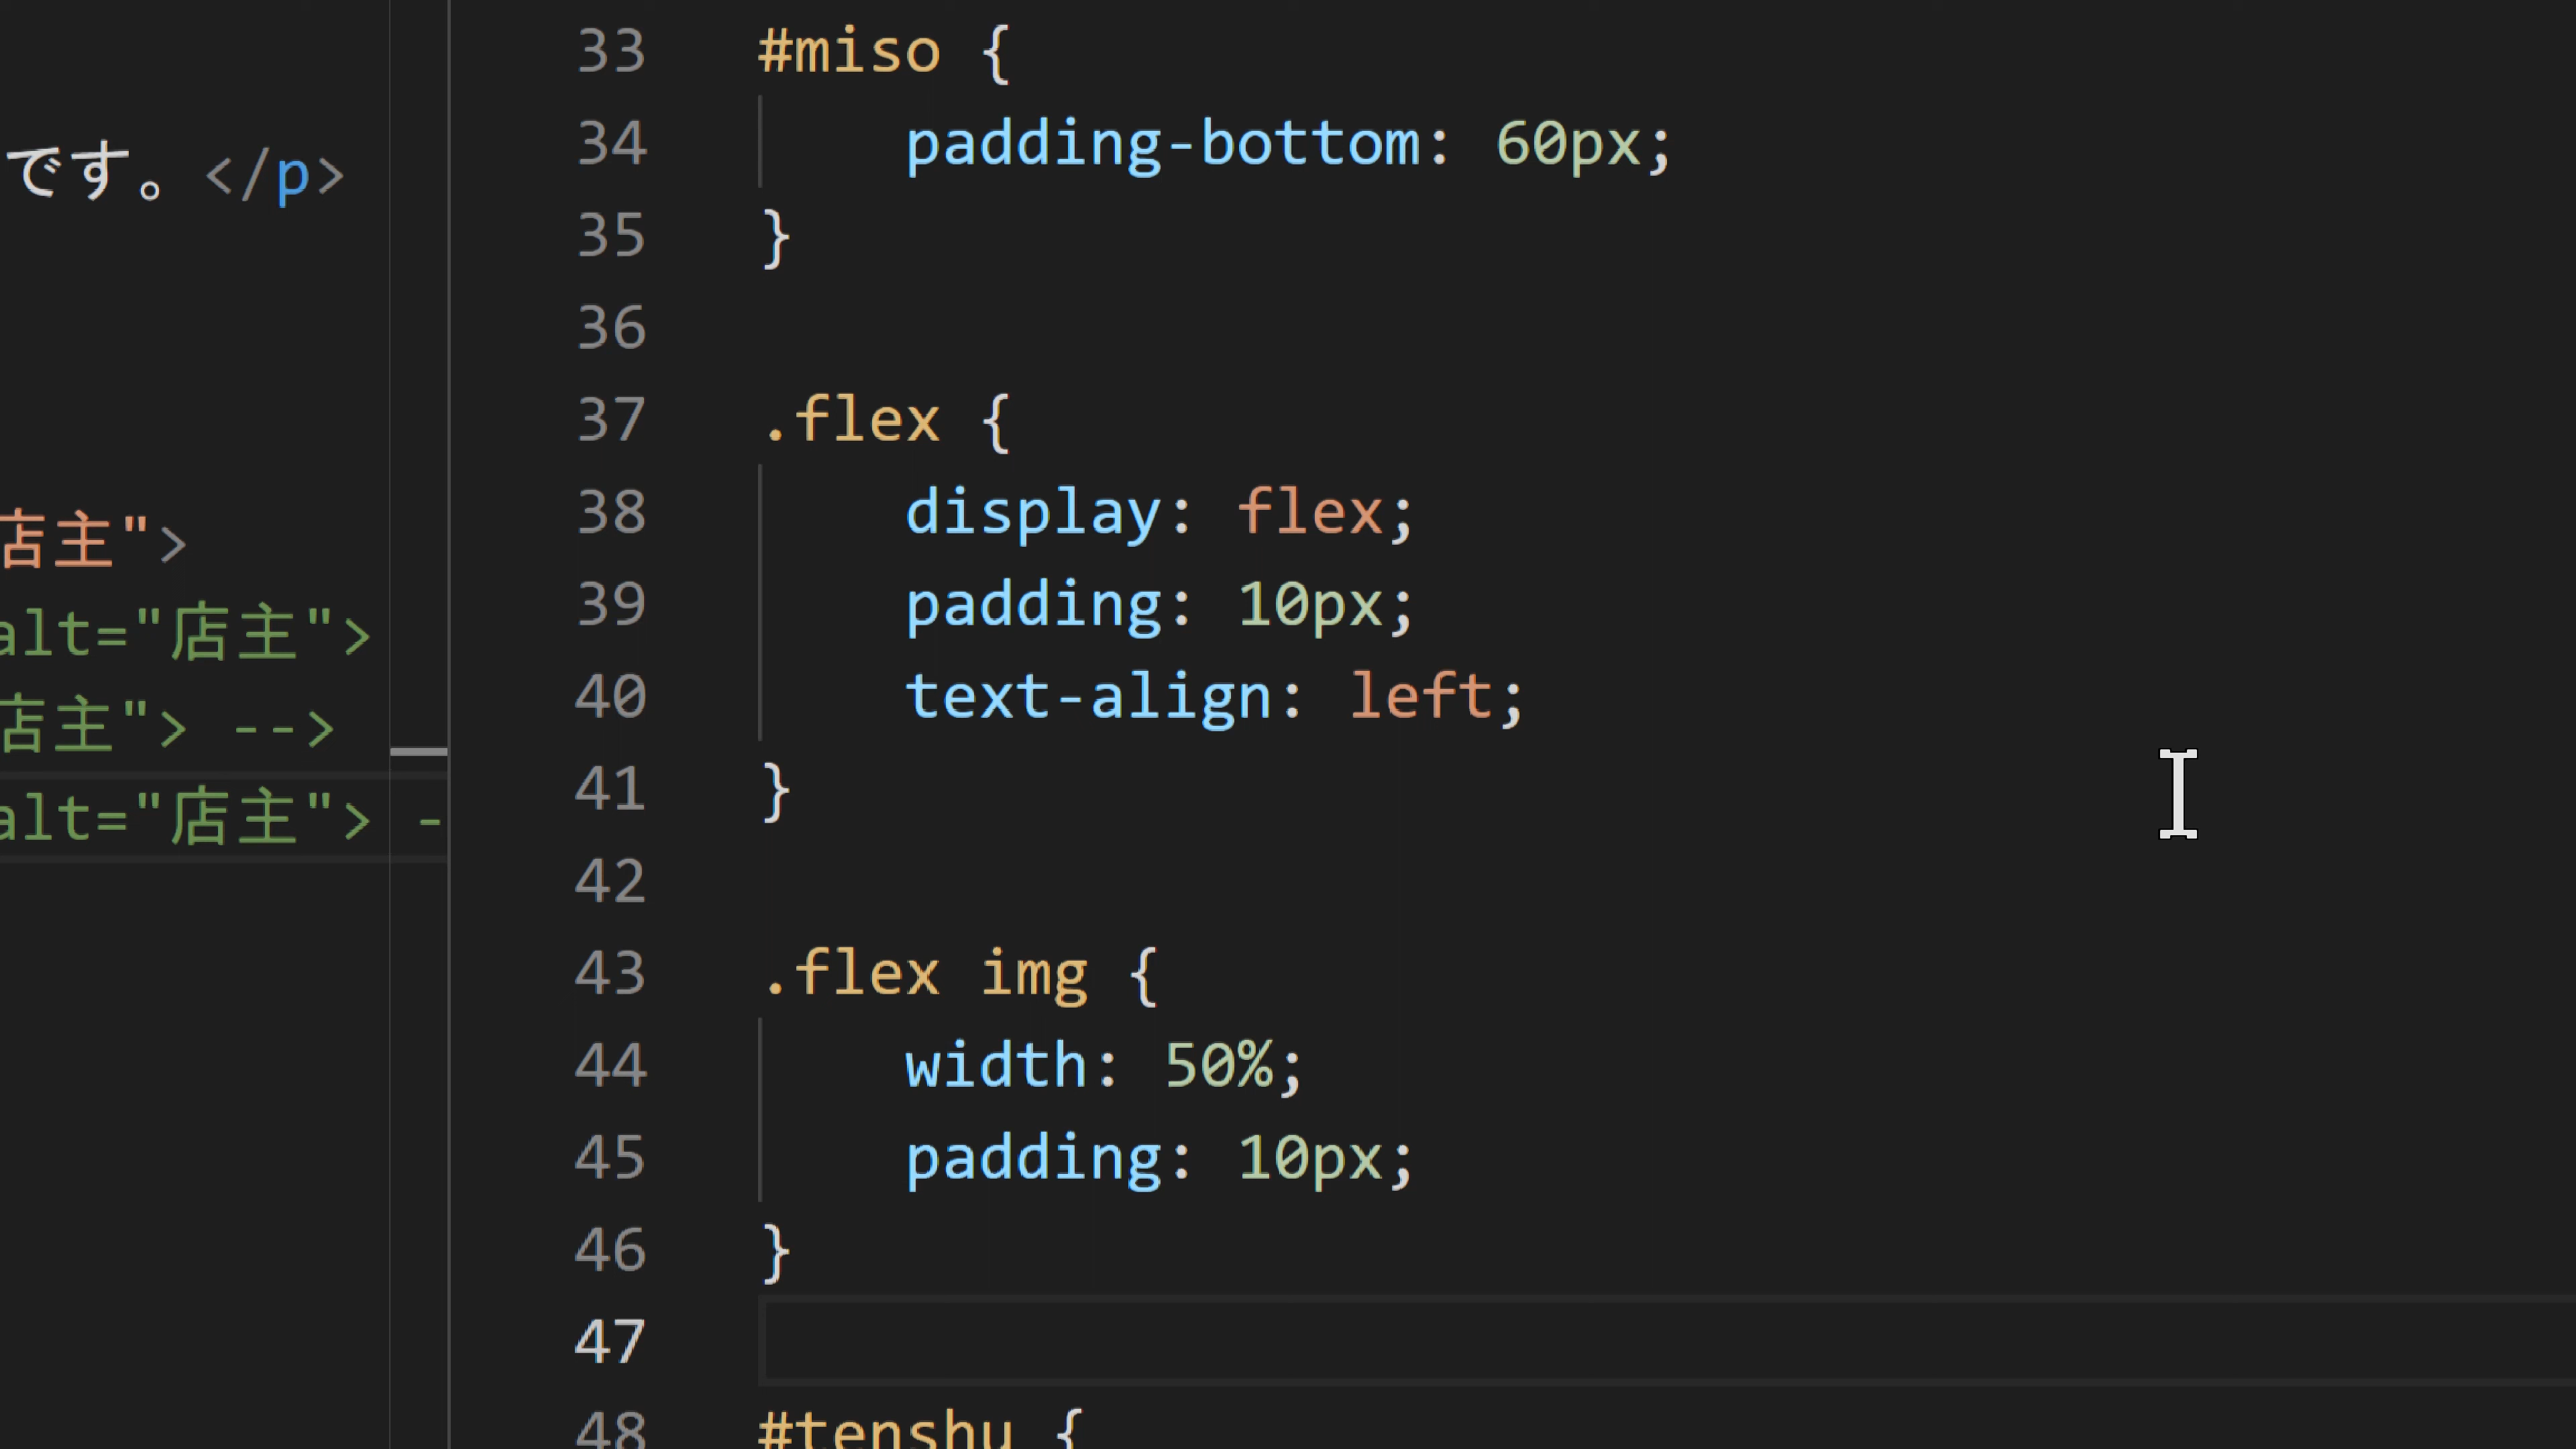 です。</p>
店主">
alt="店主">
店主"> -->
alt="店主"> -
33 #miso {
34 padding-bottom: 60px;
35 }
36
37 .flex {
38 display: flex;
39 padding: 10px;
40 text-align: left;
41 }
42
43 .flex img {
44 width: 50%;
45 padding: 10px;
46 }
47
48 #tenshu {